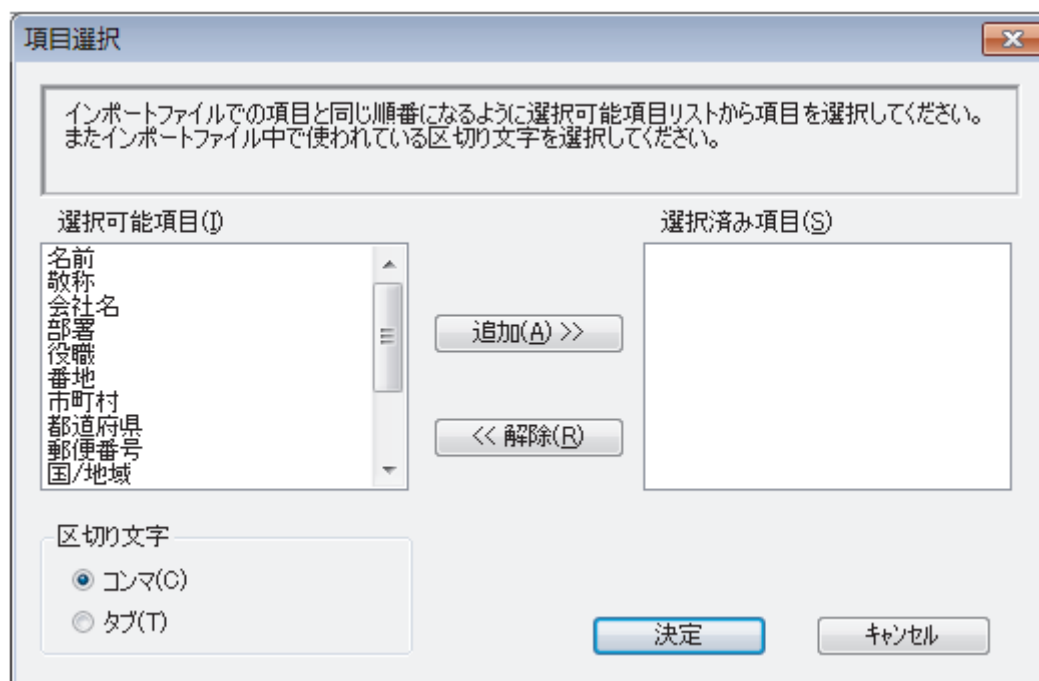 項目選択
インポートファイルでの項目と同じ順番になるように選択可能項目リストから項目を選択してください。
またインポートファイル中で使われている区切り文字を選択してください。
選択可能項目(I)
選択済み項目(S)
名前
敬称
会社名
部署
役職
番地
市町村
都道府県
郵便番号
国/地域
追加(A) >>
<< 解除(R)
区切り文字
コンマ(C)
タブ(T)
決定
キャンセル